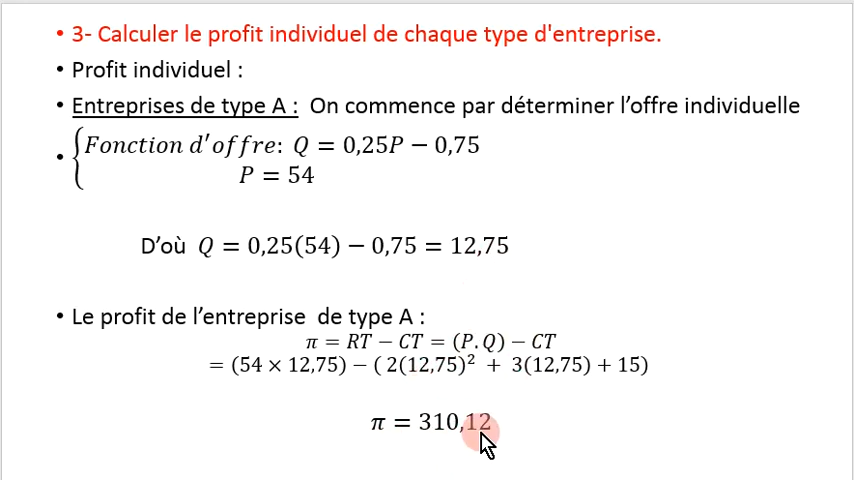 • 3- Calculer le profit individuel de chaque type d'entreprise.
• Profit individuel :
• Entreprises de type A : On commence par déterminer l’offre individuelle
• {Fonction d′offre: Q = 0,25P − 0,75
P = 54
D’où Q = 0,25(54) − 0,75 = 12,75
• Le profit de l’entreprise de type A :
π = RT − CT = (P. Q) − CT
= (54 × 12,75) − ( 2(12,75)² + 3(12,75) + 15)
π = 310,12